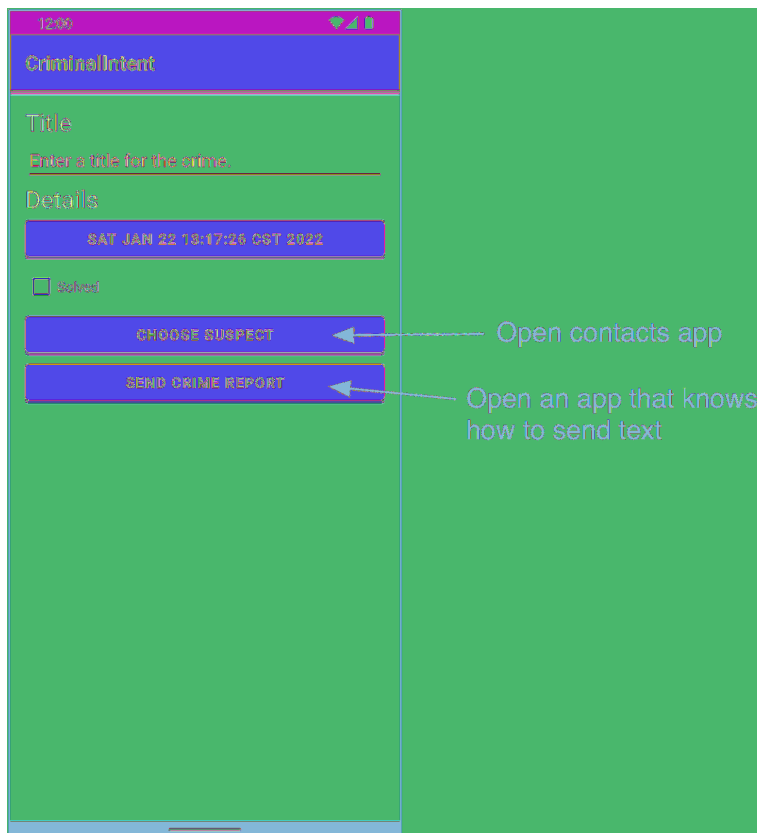 12:00
CriminalIntent
Title
Enter a title for the crime.
Details
SAT JAN 22 13:17:26 CST 2022
Solved
CHOOSE SUSPECT
Open contacts app
SEND CRIME REPORT
Open an app that knows
how to send text